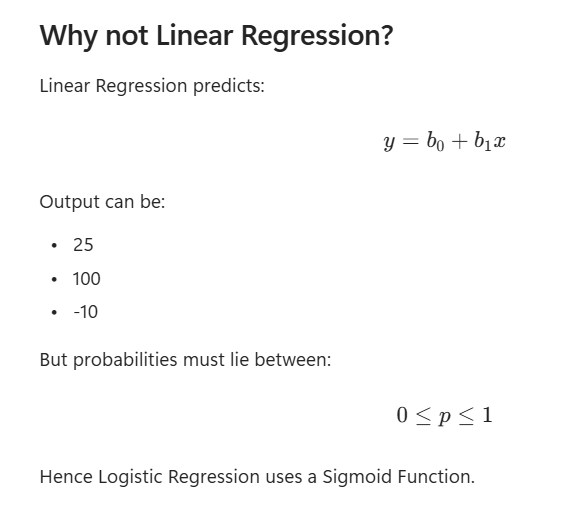 Why not Linear Regression?
Linear Regression predicts:
y = b₀ + b₁x
Output can be:
• 25
• 100
• -10
But probabilities must lie between:
0 ≤ p ≤ 1
Hence Logistic Regression uses a Sigmoid Function.